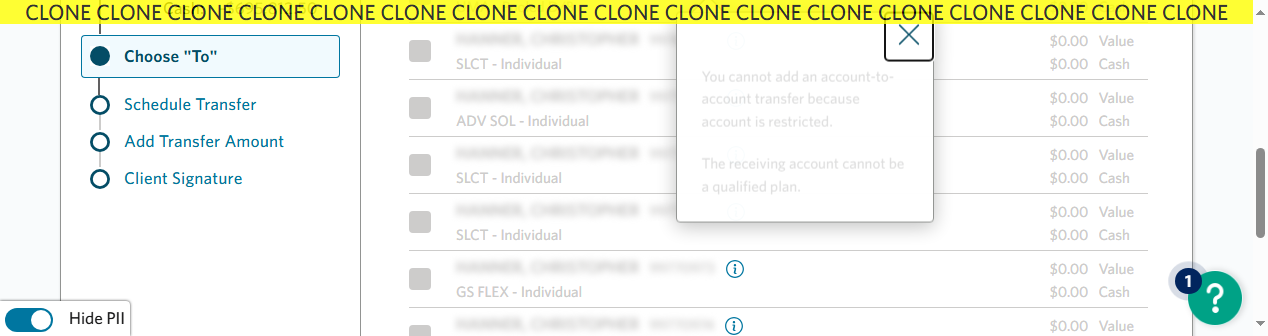 CLONE CLONE CLONE CLONE CLONE CLONE CLONE CLONE CLONE CLONE CLONE CLONE CLONE CLONE CLONE CLONE CLONE
Choose "To"
Schedule Transfer
Add Transfer Amount
Client Signature
Hide PII
$0.00 Value
SLCT - Individual
$0.00 Cash
$0.00 Value
ADV SOL - Individual
$0.00 Cash
$0.00 Value
SLCT - Individual
$0.00 Cash
$0.00 Value
SLCT - Individual
$0.00 Cash
$0.00 Value
GS FLEX - Individual
$0.00 Cash
$0.00 Value
You cannot add an account-to-
account transfer because
account is restricted.
The receiving account cannot be
a qualified plan.
1
?